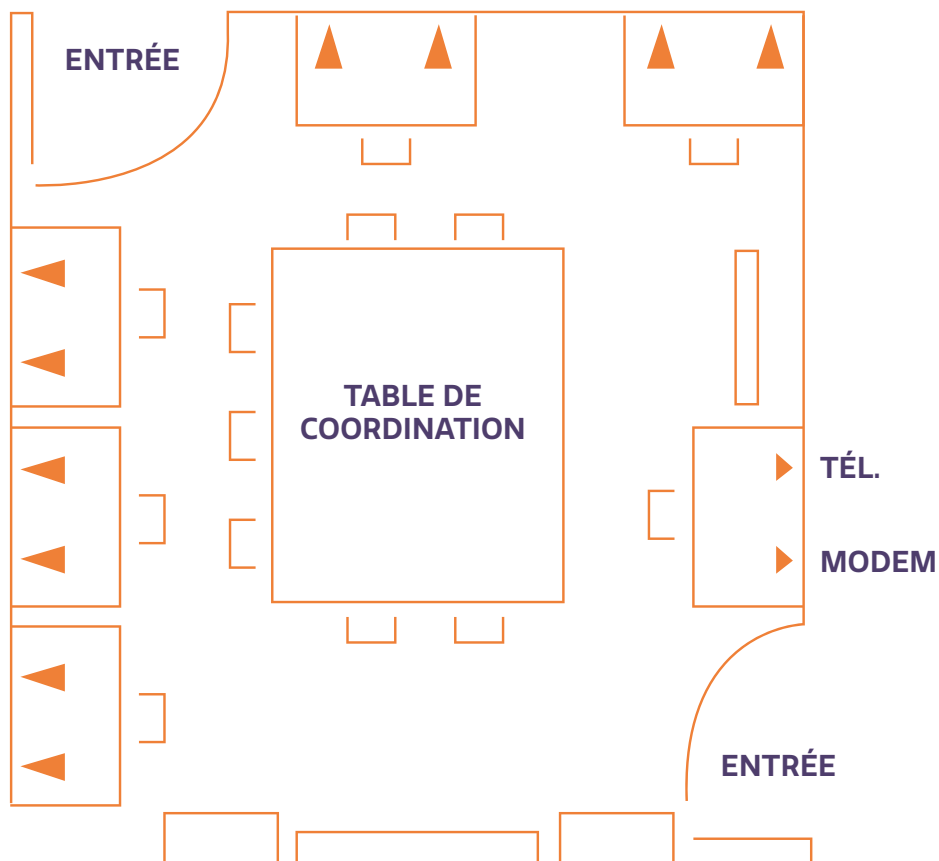 ENTRÉE
TABLE DE
COORDINATION
TÉL.
MODEM
ENTRÉE